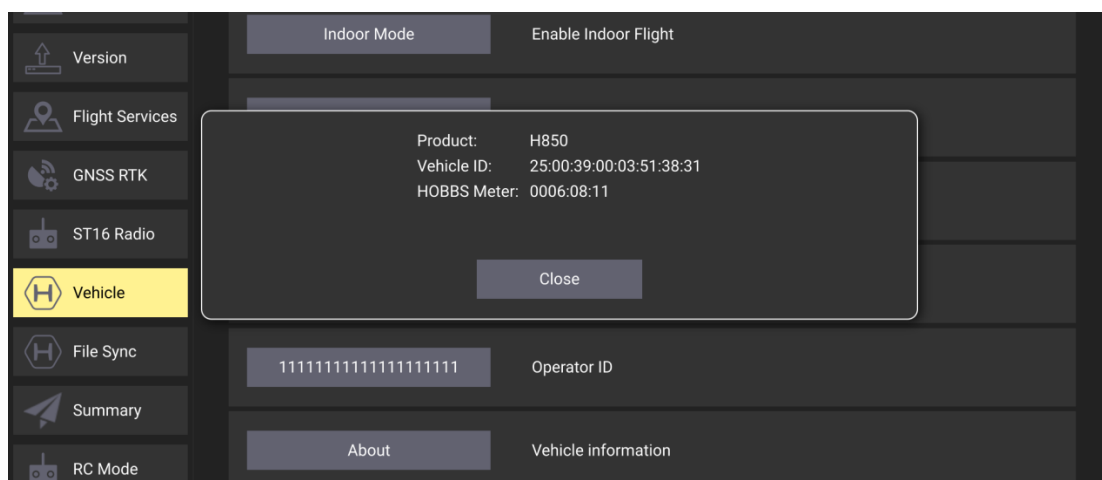 Indoor Mode Enable Indoor Flight
Version
Flight Services
Product: H850
Vehicle ID: 25:00:39:00:03:51:38:31
GNSS RTK
HOBBS Meter: 0006:08:11
ST16 Radio
Close
Vehicle
File Sync
11111111111111111111 Operator ID
Summary
About Vehicle information
RC Mode